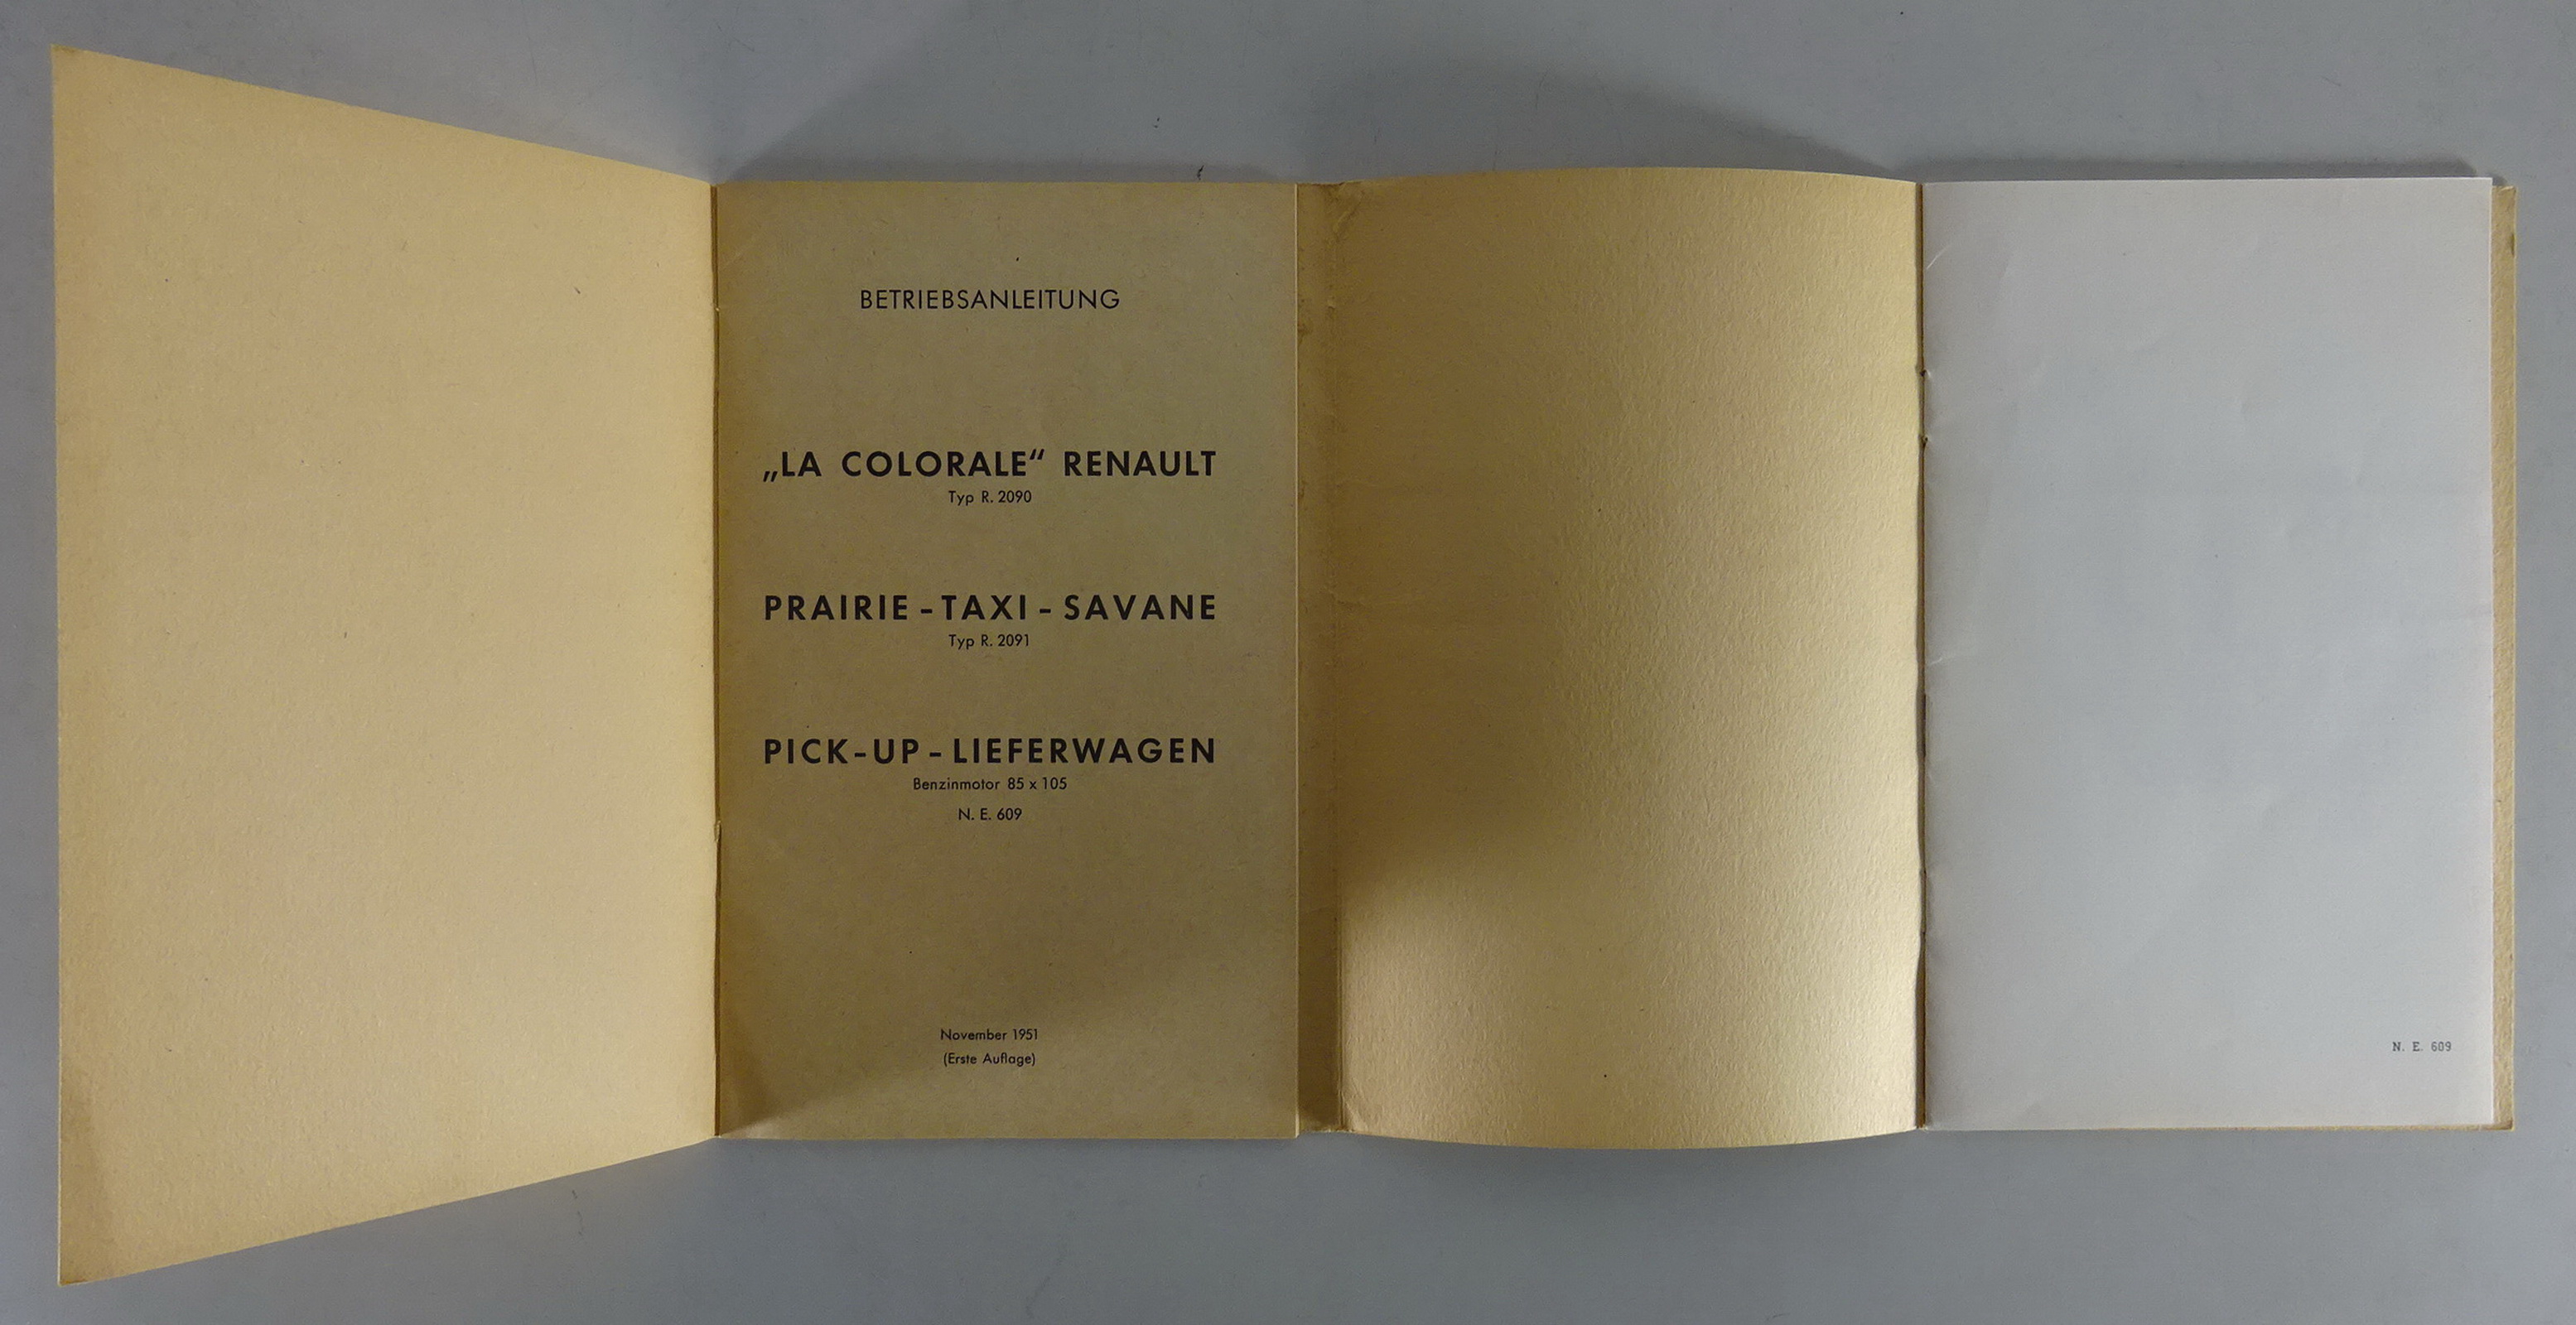 BETRIEBSANLEITUNG
„LA COLORALE“ RENAULT
Typ R. 2090
PRAIRIE - TAXI - SAVANE
Typ R. 2091
PICK-UP - LIEFERWAGEN
Benzinmotor 85 x 105
N. E. 609
November 1951
(Erste Auflage)
N. E. 609